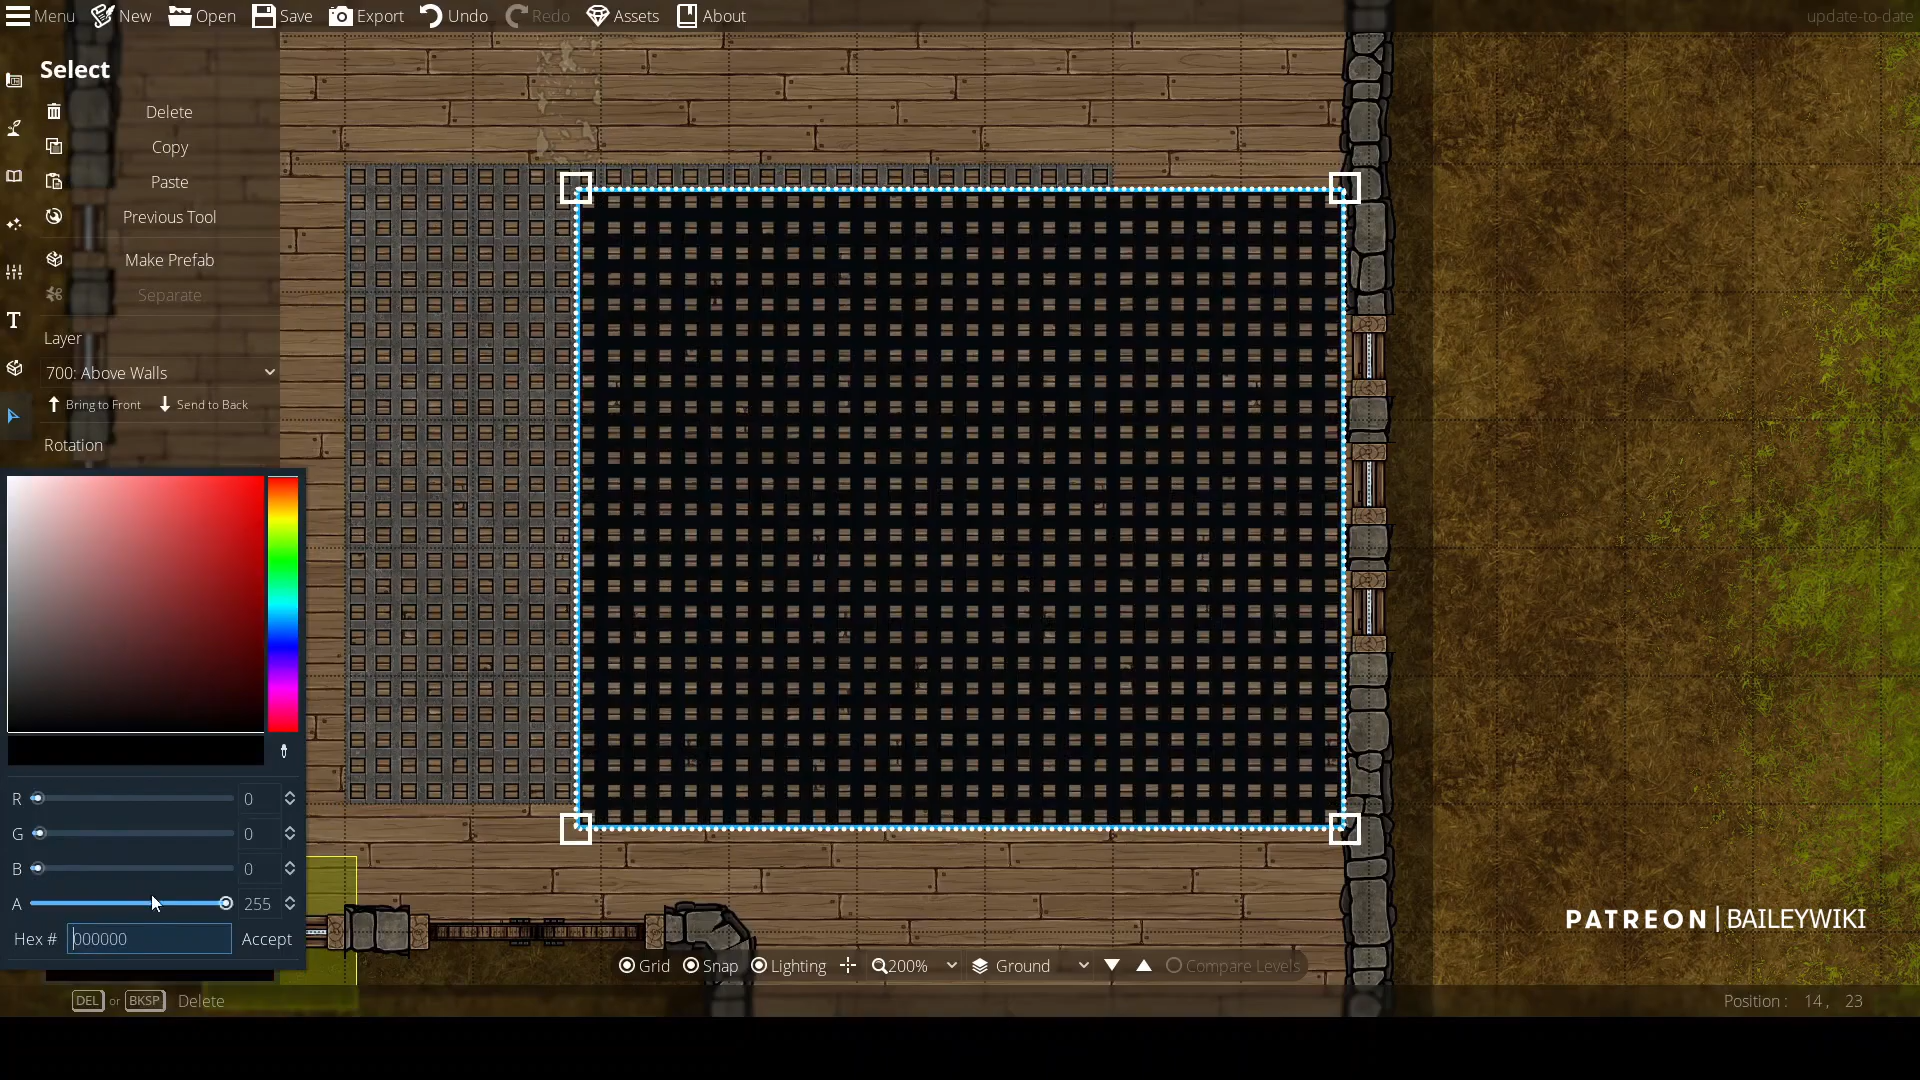 Menu New Open Save Export Undo Redo Assets About update-to-date
Select
Delete
Copy
Paste
Previous Tool
Make Prefab
Separate
Layer
700: Above Walls
Bring to Front Send to Back
Rotation
R 0
G 0
B 0
A 255
Hex # 000000 Accept
PATREON | BAILEYWIKI
Grid Snap Lighting 200% Ground Compare Levels
DEL or BKSP Delete Position : 14 , 23